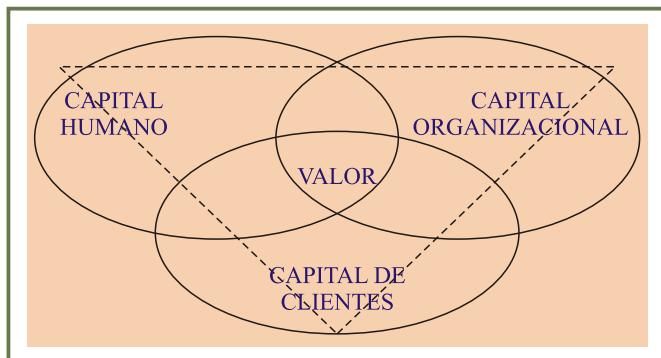 CAPITAL
HUMANO
CAPITAL
ORGANIZACIONAL
VALOR
CAPITAL DE
CLIENTES